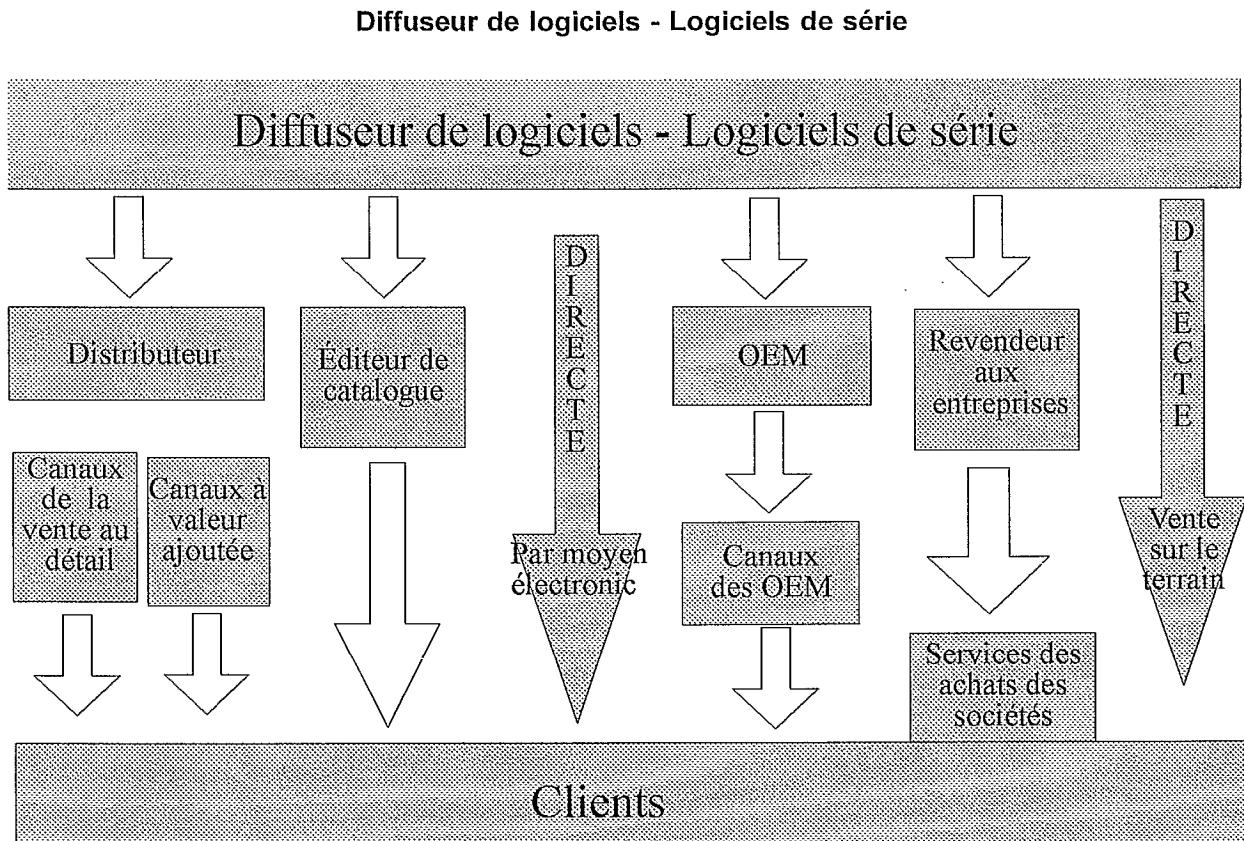 Diffuseur de logiciels - Logiciels de série
Diffuseur de logiciels - Logiciels de série
Distributeur
Canaux
de la
vente au
détail
Canaux à
valeur
ajoutée
Éditeur de
catalogue
DIRECTE
Par moyen
électronic
OEM
Canaux
des OEM
Revendeur
aux
entreprises
Services des
achats des
sociétés
DIRECTE
Vente
sur le
terrain
Clients